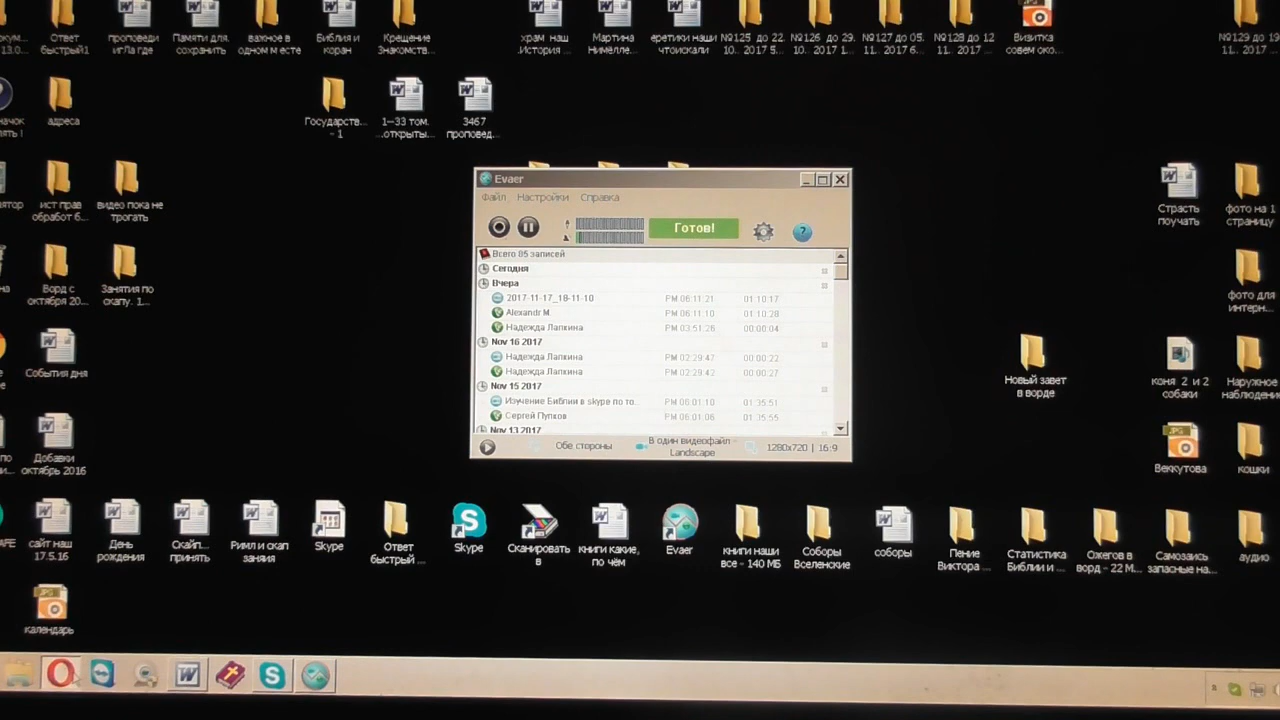 Ответ
быстрый1
проповеди
игЛа где
Памяти для.
сохранить
важное в
одном месте
Библия и
коран
Крещение
Знакомств...
храм наш
.История ..
Мартина
Нимёлле...
еретики наши
чтоискали
№125 до 22.
10.. 2017 5...
№126 до 29.
10.. 2017 1...
№127 до 05.
11.. 2017 6...
№128 до 12
11.. 2017 ...
Визитка
совем око...
№129 до 19
11.. 2017 ...
адреса
Государств...
- 1
1--33 том.
...открыты...
3467
проповед...
ист прав
обработ б...
видео пока не
трогать
Страсть
поучать
фото на 1
страницу
Evaer
Файл Настройки Справка
Готов!
Всего 85 записей
Сегодня
Вчера
2017-11-17_18-11-10 PM 06:11:21 01:10:17
Alexandr M. PM 06:11:10 01:10:28
Надежда Лапкина PM 03:51:26 00:00:04
Nov 16 2017
Надежда Лапкина PM 02:29:47 00:00:22
Надежда Лапкина PM 02:29:42 00:00:27
Nov 15 2017
Изучение Библии в skype по то... PM 06:01:10 01:35:51
Сергей Пупков PM 06:01:06 01:35:55
Nov 13 2017
Обе стороны
В один видеофайл -
Landscape
1280x720 | 16:9
Ворд с
октября 20...
Занятия по
скапу. 1...
фото для
интерн...
События дня
Новый завет
в ворде
коня 2 и 2
собаки
Наружное
наблюдени...
Добавки
октябрь 2016
JPG
Веккутова
кошки
сайт наш
17.5.16
День
рождения
Скайп...
принять
Римл и скап
заняия
Skype
Ответ
быстрый ...
Skype
Сканировать
в
книги какие,
по чём
Evaer
книги наши
все - 140 МБ
Соборы
Вселенские
соборы
Пение
Виктора ...
Статистика
Библии и ...
Ожегов в
ворд - 22 М...
Самозаись
запасные на...
аудио
JPG
календарь